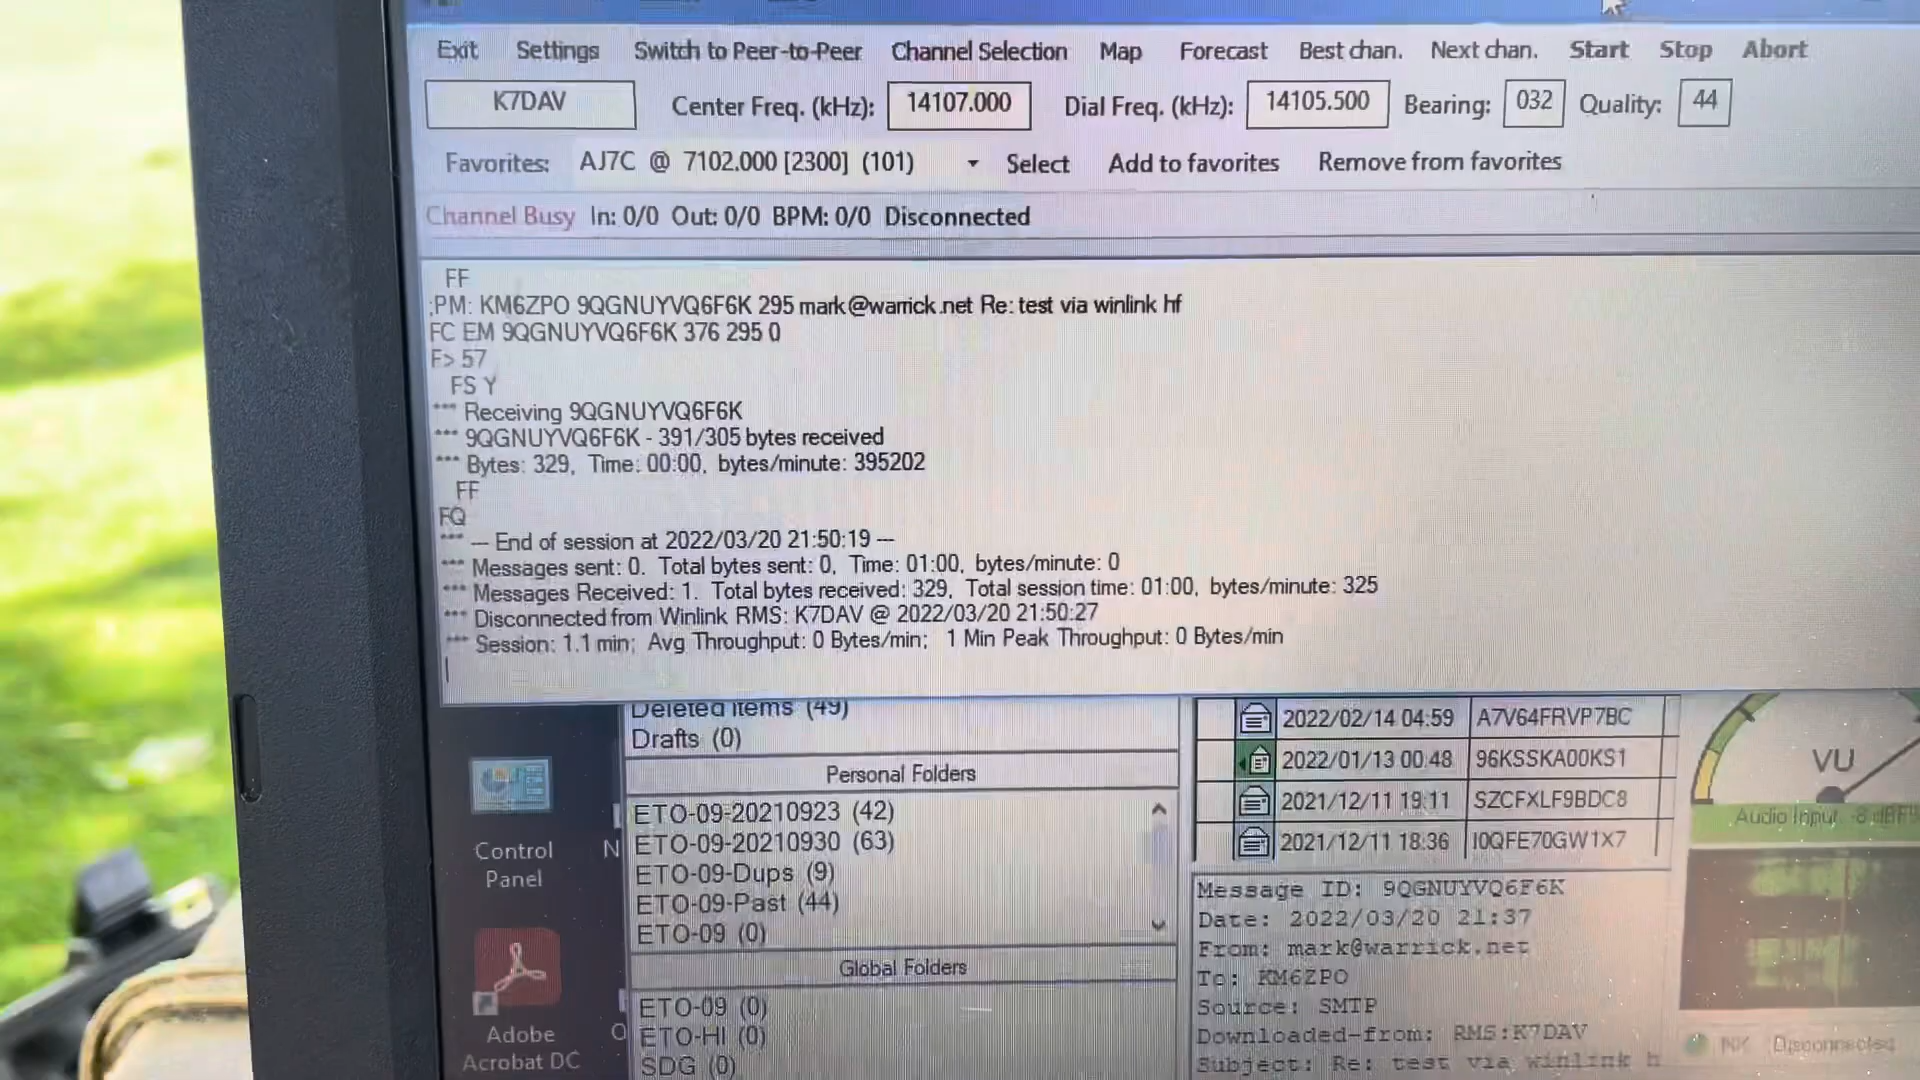 Exit Settings Switch to Peer-to-Peer Channel Selection Map Forecast Best chan. Next chan. Start Stop Abort
K7DAV Center Freq. (kHz): 14107.000 Dial Freq. (kHz): 14105.500 Bearing: 032 Quality: 44
Favorites: AJ7C @ 7102.000 [2300] (101) Select Add to favorites Remove from favorites
Channel Busy In: 0/0 Out: 0/0 BPM: 0/0 Disconnected
FF
;PM: KM6ZPO 9QGNUYVQ6F6K 295 mark@warrick.net Re: test via winlink hf
FC EM 9QGNUYVQ6F6K 376 295 0
F> 57
FS Y
*** Receiving 9QGNUYVQ6F6K
*** 9QGNUYVQ6F6K - 391/305 bytes received
*** Bytes: 329, Time: 00:00, bytes/minute: 395202
FF
FQ
*** --- End of session at 2022/03/20 21:50:19 ---
*** Messages sent: 0. Total bytes sent: 0, Time: 01:00, bytes/minute: 0
*** Messages Received: 1. Total bytes received: 329, Total session time: 01:00, bytes/minute: 325
*** Disconnected from Winlink RMS: K7DAV @ 2022/03/20 21:50:27
*** Session: 1.1 min; Avg Throughput: 0 Bytes/min; 1 Min Peak Throughput: 0 Bytes/min
Deleted Items (49)
Drafts (0)
Personal Folders
ETO-09-20210923 (42)
ETO-09-20210930 (63)
ETO-09-Dups (9)
ETO-09-Past (44)
ETO-09 (0)
Global Folders
ETO-09 (0)
ETO-HI (0)
SDG (0)
Control
Panel
Adobe
Acrobat DC
2022/02/14 04:59 A7V64FRVP7BC
2022/01/13 00:48 96KSSKA00KS1
2021/12/11 19:11 SZCFXLF9BDC8
2021/12/11 18:36 I0QFE70GW1X7
Message ID: 9QGNUYVQ6F6K
Date: 2022/03/20 21:37
From: mark@warrick.net
To: KM6ZPO
Source: SMTP
Downloaded-from: RMS:K7DAV
Subject: Re: test via winlink h
VU
Audio Input -8 dBFS
Disconnected